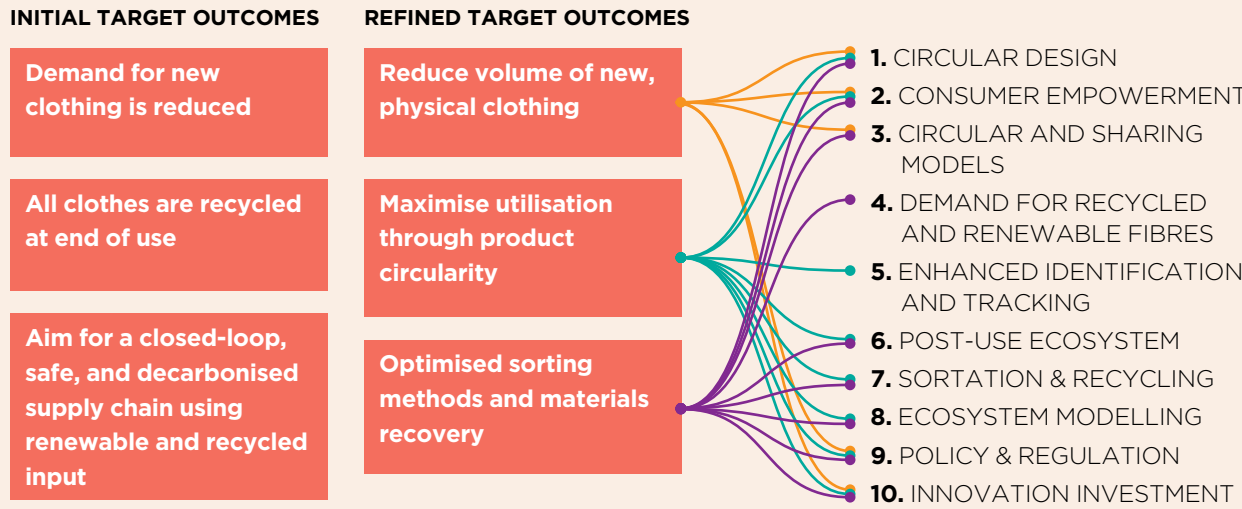 INITIAL TARGET OUTCOMES
Demand for new
clothing is reduced
All clothes are recycled
at end of use
Aim for a closed-loop,
safe, and decarbonised
supply chain using
renewable and recycled
input
REFINED TARGET OUTCOMES
Reduce volume of new,
physical clothing
Maximise utilisation
through product
circularity
Optimised sorting
methods and materials
recovery
1. CIRCULAR DESIGN
2. CONSUMER EMPOWERMENT
3. CIRCULAR AND SHARING
MODELS
4. DEMAND FOR RECYCLED
AND RENEWABLE FIBRES
5. ENHANCED IDENTIFICATION
AND TRACKING
6. POST-USE ECOSYSTEM
7. SORTATION & RECYCLING
8. ECOSYSTEM MODELLING
9. POLICY & REGULATION
10. INNOVATION INVESTMENT